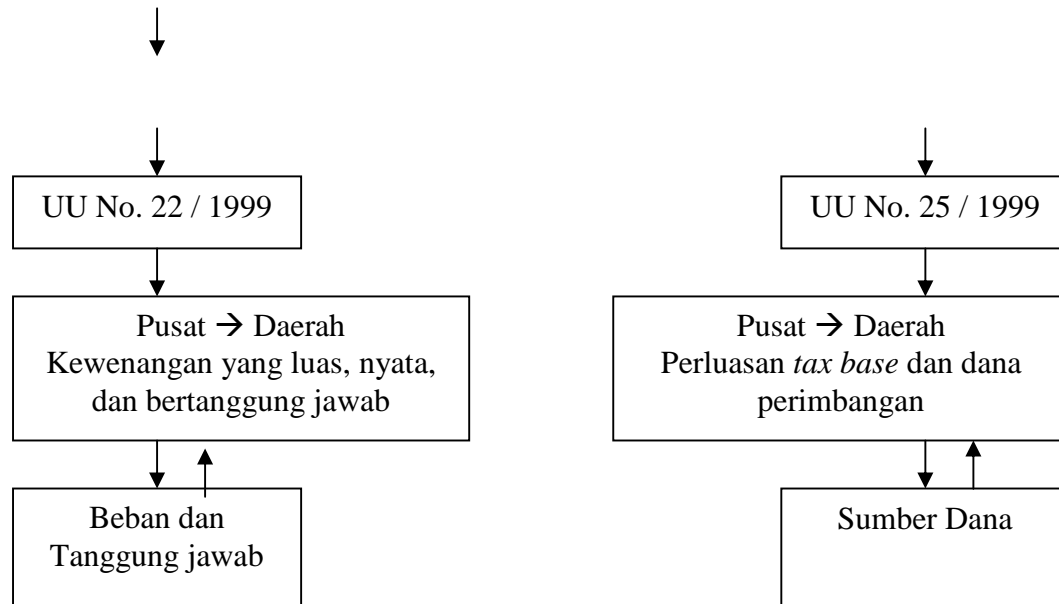 UU No. 22 / 1999
UU No. 25 / 1999
Pusat → Daerah
Kewenangan yang luas, nyata,
dan bertanggung jawab
Pusat → Daerah
Perluasan tax base dan dana
perimbangan
Beban dan
Tanggung jawab
Sumber Dana